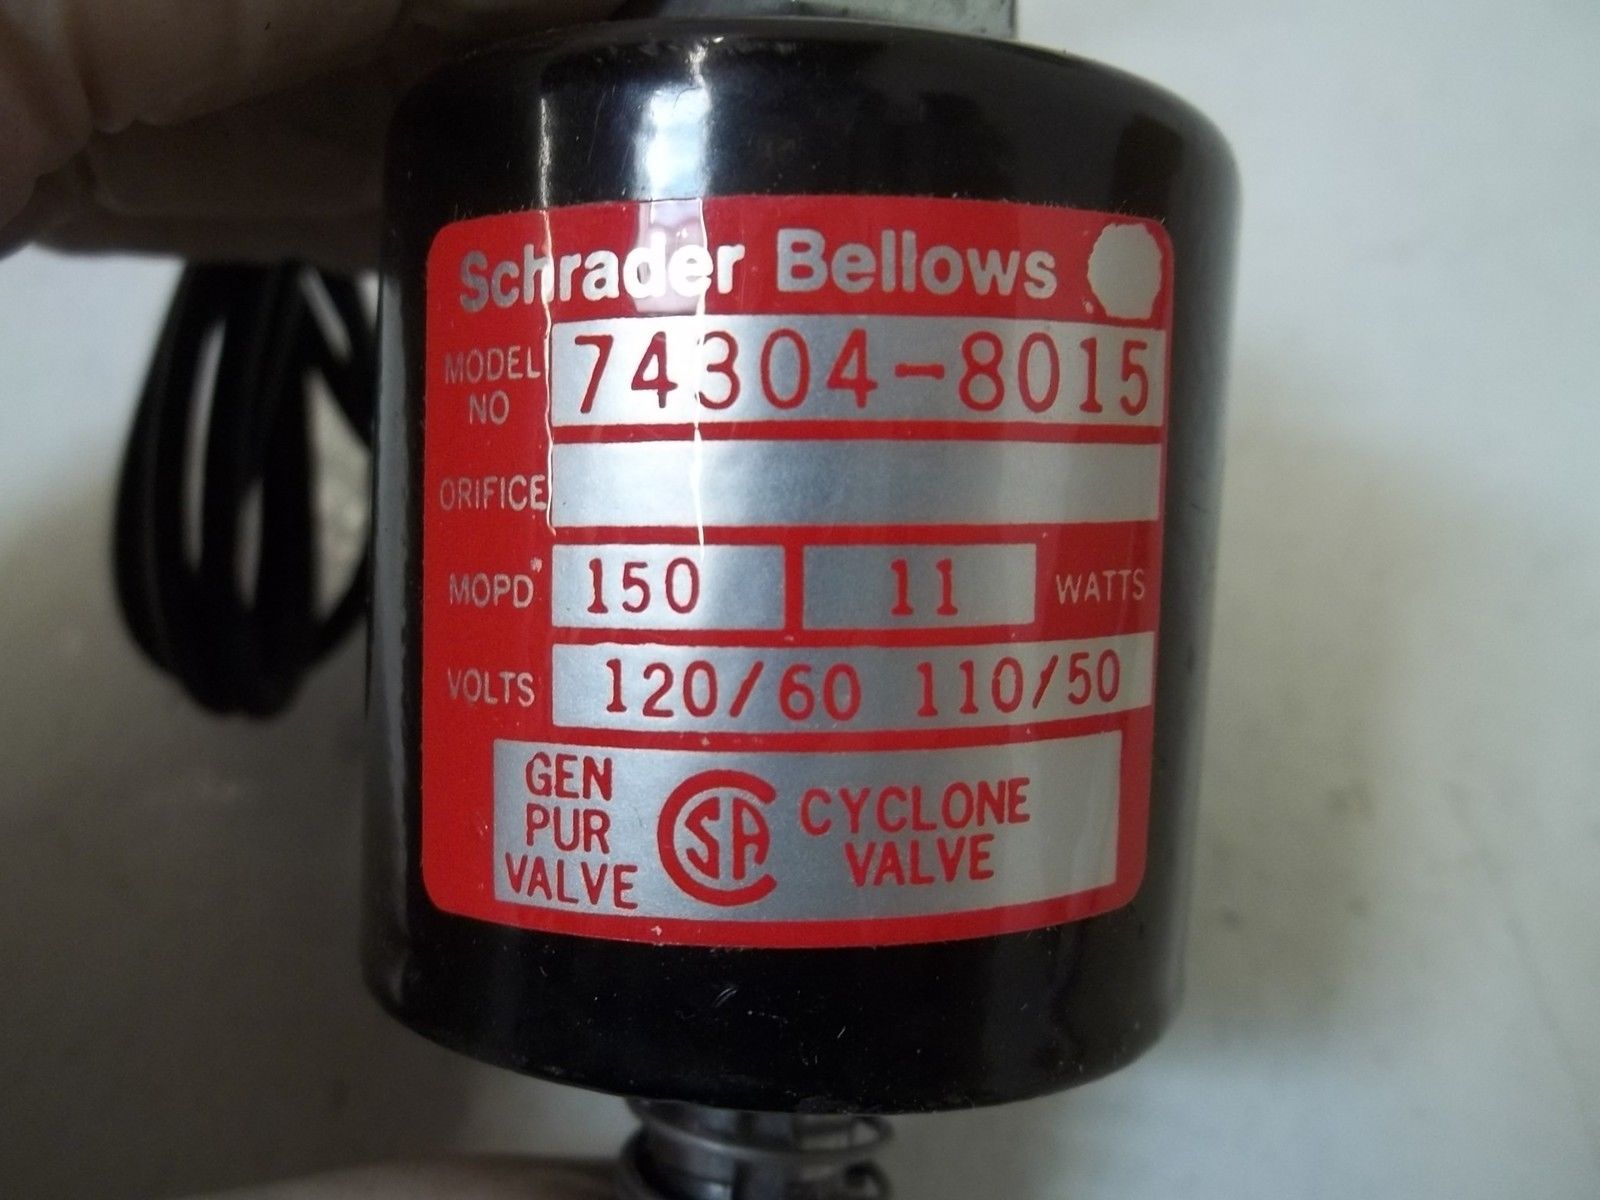 Schrader Bellows
MODEL NO 74304-8015
ORIFICE
MOPD 150 11 WATTS
VOLTS 120/60 110/50
GEN PUR VALVE
CSA
CYCLONE VALVE